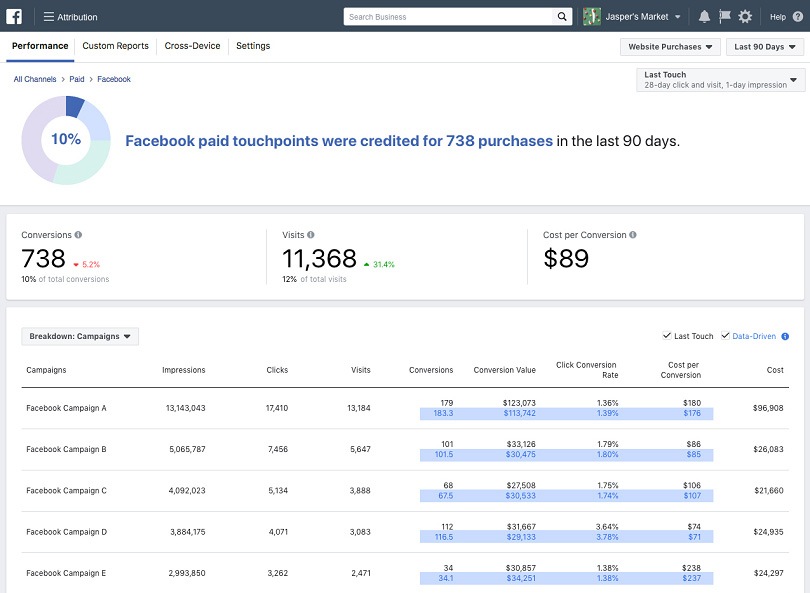 f
Attribution
Search Business
Jasper's Market
Help
Performance
Custom Reports
Cross-Device
Settings
Website Purchases
Last 90 Days
All Channels > Paid > Facebook
Last Touch
28-day click and visit, 1-day impression
10%
Facebook paid touchpoints were credited for 738 purchases in the last 90 days.
Conversions
738 5.2%
10% of total conversions
Visits
11,368 31.4%
12% of total visits
Cost per Conversion
$89
Breakdown: Campaigns
Last Touch
Data-Driven
Campaigns Impressions Clicks Visits Conversions Conversion Value Click Conversion Rate Cost per Conversion Cost
Facebook Campaign A 13,143,043 17,410 13,184 179 $123,073 1.36% $180 $96,908
183.3 $113,742 1.39% $176
Facebook Campaign B 5,065,787 7,456 5,647 101 $33,126 1.79% $86 $26,083
101.5 $30,475 1.80% $85
Facebook Campaign C 4,092,023 5,134 3,888 68 $27,508 1.75% $106 $21,660
67.5 $30,533 1.74% $107
Facebook Campaign D 3,884,175 4,071 3,083 112 $31,667 3.64% $74 $24,935
116.5 $29,133 3.78% $71
Facebook Campaign E 2,993,850 3,262 2,471 34 $30,857 1.38% $238 $24,297
34.1 $34,251 1.38% $237